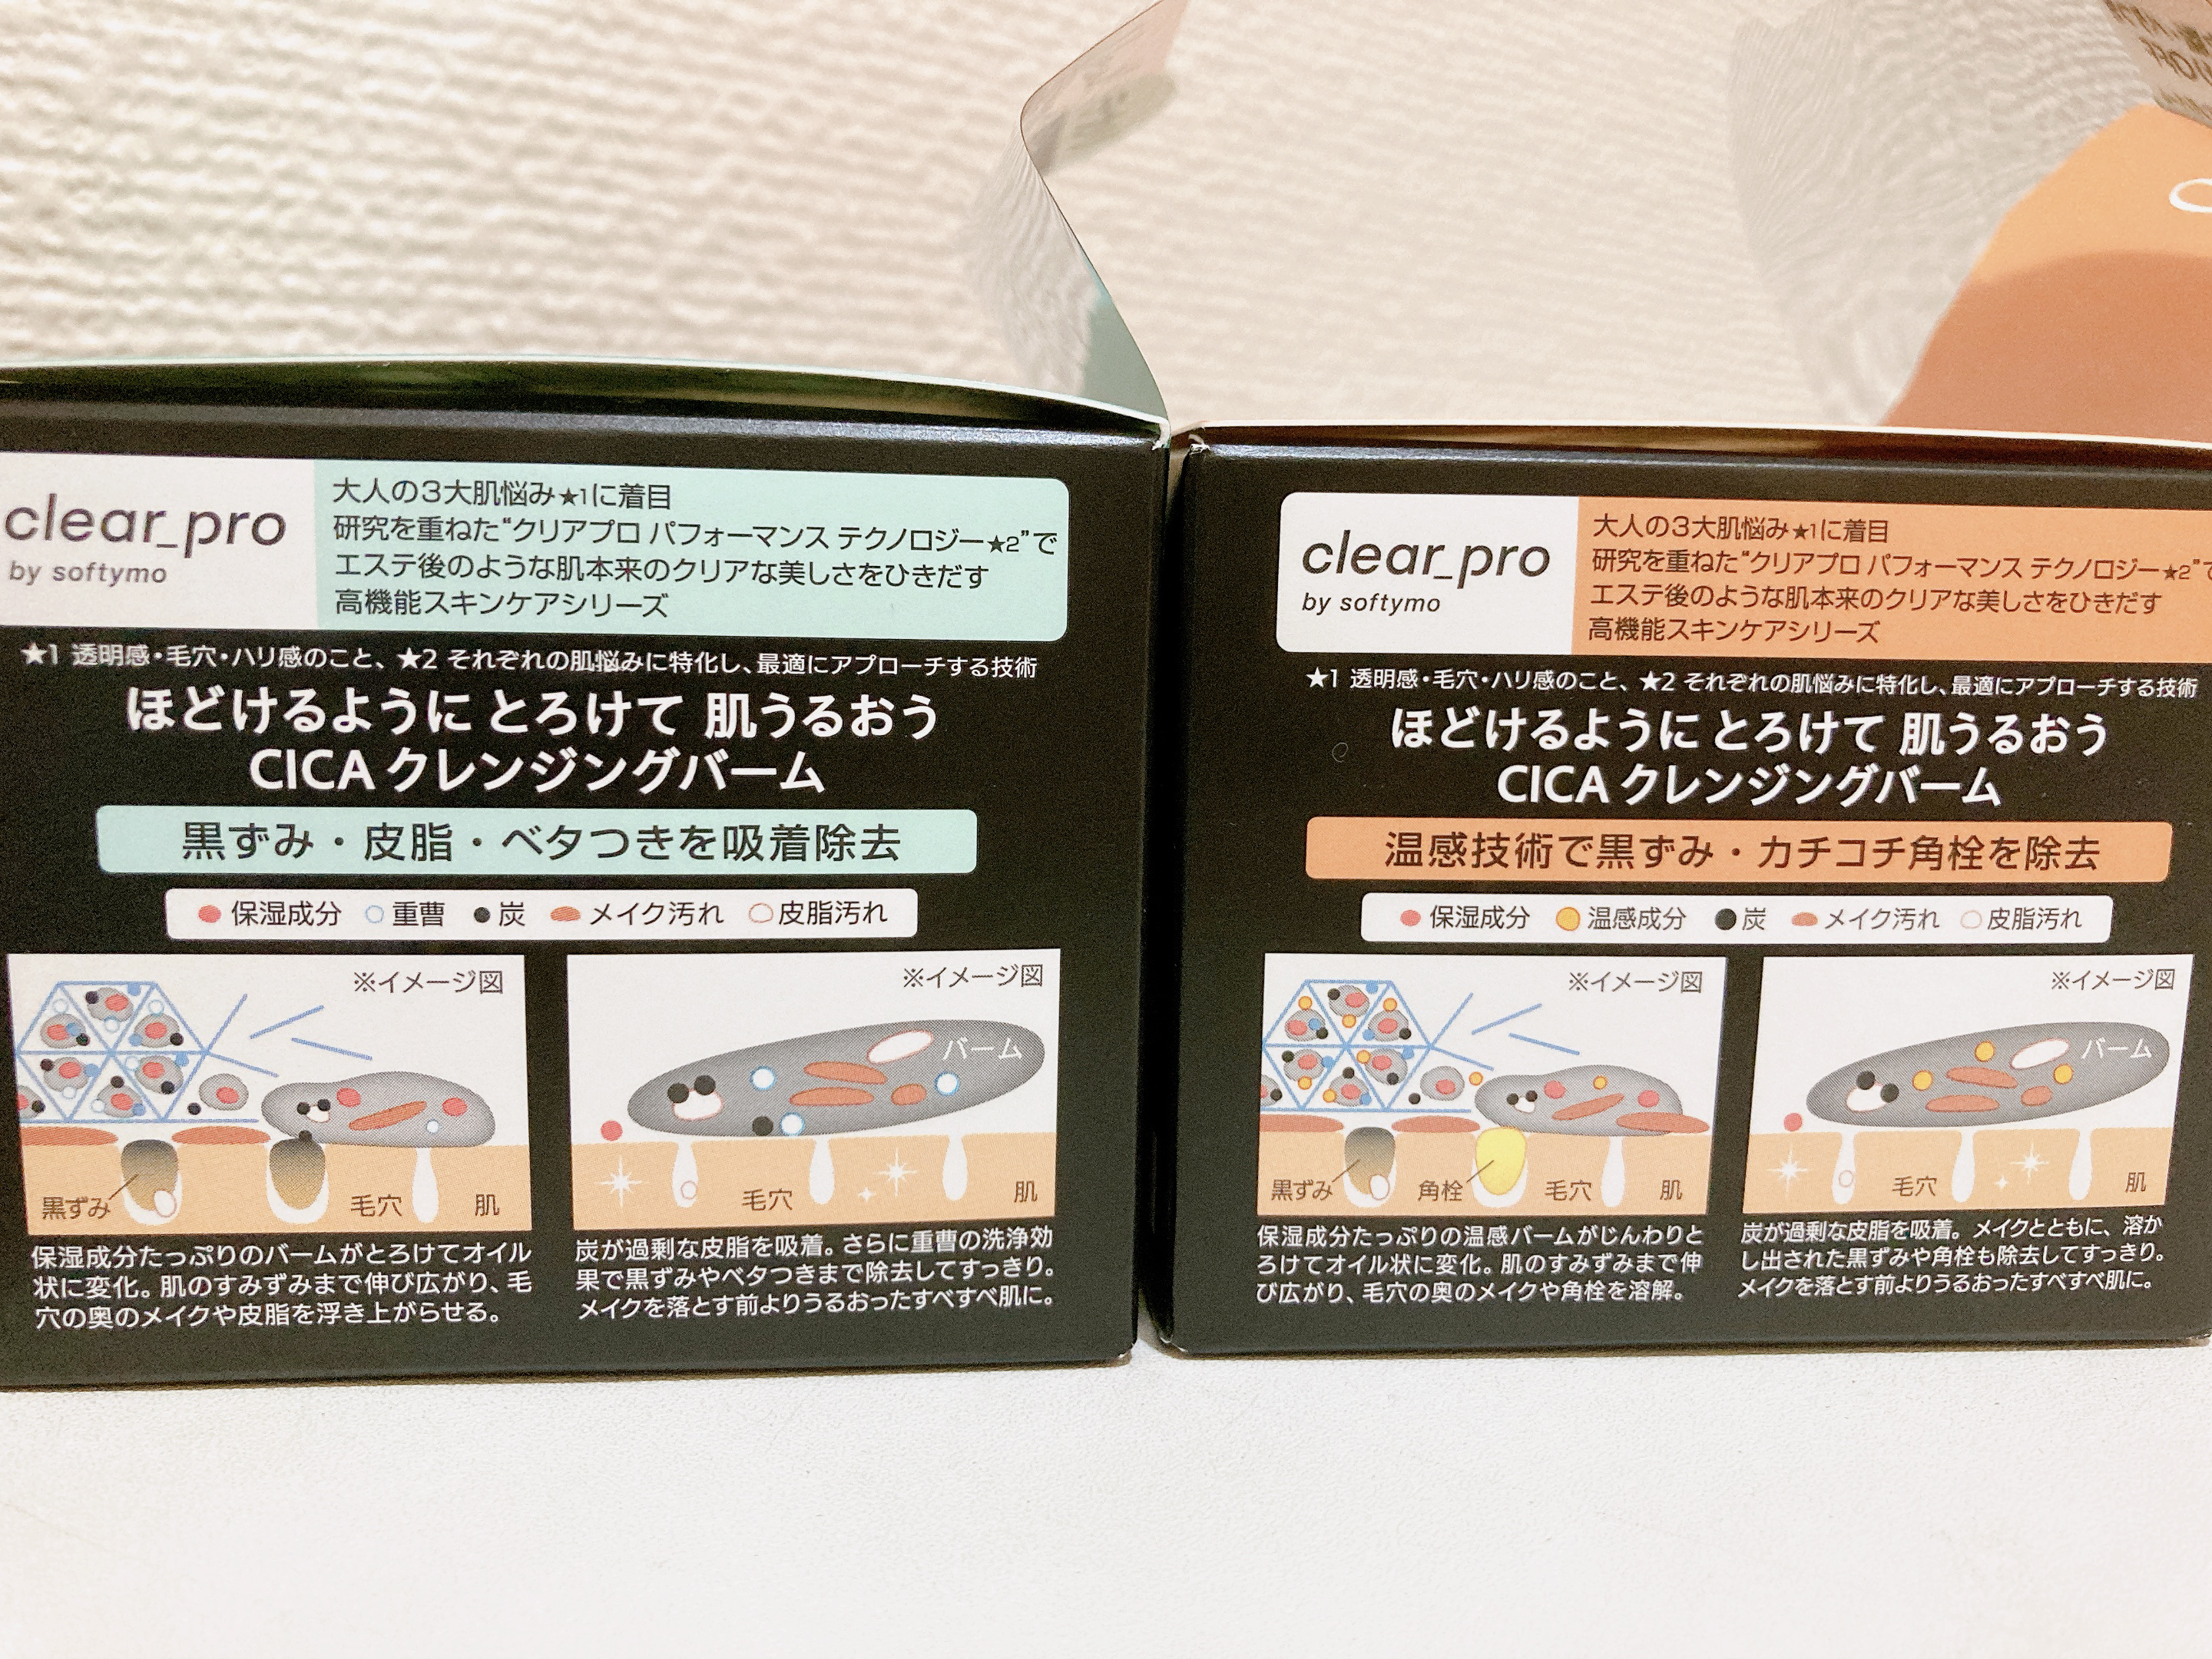 clear_pro
by softymo
大人の3大肌悩み★1に着目
研究を重ねた“クリアプロ パフォーマンス テクノロジー★2”で
エステ後のような肌本来のクリアな美しさをひきだす
高機能スキンケアシリーズ
★1 透明感・毛穴・ハリ感のこと、★2 それぞれの肌悩みに特化し、最適にアプローチする技術
ほどけるように とろけて 肌うるおう
CICA クレンジングバーム
黒ずみ・皮脂・ベタつきを吸着除去
保湿成分 重曹 炭 メイク汚れ 皮脂汚れ
※イメージ図
黒ずみ 毛穴 肌
保湿成分たっぷりのバームがとろけてオイル
状に変化。肌のすみずみまで伸び広がり、毛
穴の奥のメイクや皮脂を浮き上がらせる。
※イメージ図
バーム
毛穴 肌
炭が過剰な皮脂を吸着。さらに重曹の洗浄効
果で黒ずみやベタつきまで除去してすっきり。
メイクを落とす前よりうるおったすべすべ肌に。
clear_pro
by softymo
大人の3大肌悩み★1に着目
研究を重ねた“クリアプロ パフォーマンス テクノロジー★2”で
エステ後のような肌本来のクリアな美しさをひきだす
高機能スキンケアシリーズ
★1 透明感・毛穴・ハリ感のこと、★2 それぞれの肌悩みに特化し、最適にアプローチする技術
ほどけるように とろけて 肌うるおう
CICA クレンジングバーム
温感技術で黒ずみ・カチコチ角栓を除去
保湿成分 温感成分 炭 メイク汚れ 皮脂汚れ
※イメージ図
黒ずみ 角栓 毛穴 肌
保湿成分たっぷりの温感バームがじんわりと
ろけてオイル状に変化。肌のすみずみまで伸
び広がり、毛穴の奥のメイクや角栓を溶解。
※イメージ図
バーム
毛穴 肌
炭が過剰な皮脂を吸着。メイクとともに、溶か
し出された黒ずみや角栓も除去してすっきり。
メイクを落とす前よりうるおったすべすべ肌に。